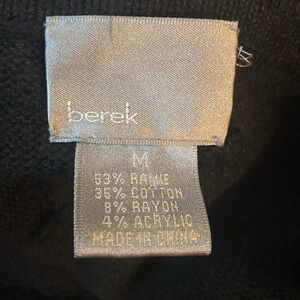 berek
M
53% RAMIE
35% COTTON
8% RAYON
4% ACRYLIC
MADE IN CHINA